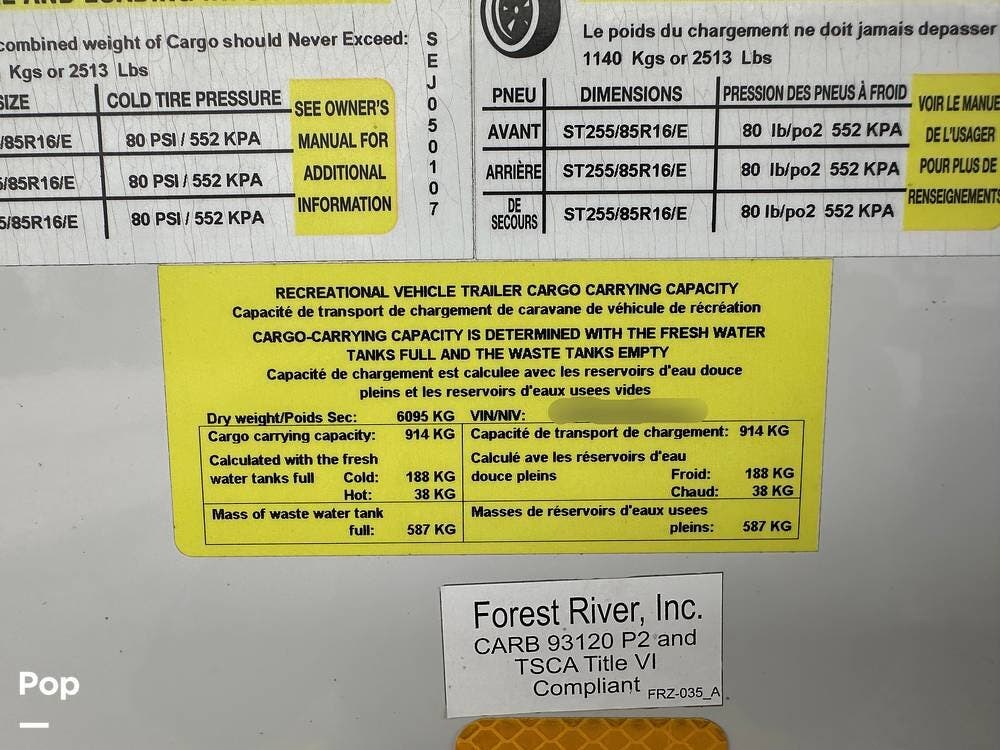 combined weight of Cargo should Never Exceed:
Kgs or 2513 Lbs
SIZE
COLD TIRE PRESSURE
/85R16/E
80 PSI / 552 KPA
/85R16/E
80 PSI / 552 KPA
/85R16/E
80 PSI / 552 KPA
SEE OWNER'S
MANUAL FOR
ADDITIONAL
INFORMATION
SEJ050107
Le poids du chargement ne doit jamais depasser
1140 Kgs or 2513 Lbs
PNEU DIMENSIONS PRESSION DES PNEUS À FROID
AVANT ST255/85R16/E 80 lb/po2 552 KPA
ARRIÈRE ST255/85R16/E 80 lb/po2 552 KPA
DE
SECOURS ST255/85R16/E 80 lb/po2 552 KPA
VOIR LE MANUE
DE L'USAGER
POUR PLUS DE
RENSEIGNEMENTS
RECREATIONAL VEHICLE TRAILER CARGO CARRYING CAPACITY
Capacité de transport de chargement de caravane de véhicule de récréation
CARGO-CARRYING CAPACITY IS DETERMINED WITH THE FRESH WATER
TANKS FULL AND THE WASTE TANKS EMPTY
Capacité de chargement est calculee avec les reservoirs d'eau douce
pleins et les reservoirs d'eaux usees vides
Dry weight/Poids Sec: 6095 KG VIN/NIV:
Cargo carrying capacity: 914 KG
Calculated with the fresh
water tanks full Cold: 188 KG
Hot: 38 KG
Mass of waste water tank
full: 587 KG
Capacité de transport de chargement: 914 KG
Calculé ave les réservoirs d'eau
douce pleins Froid: 188 KG
Chaud: 38 KG
Masses de réservoirs d'eaux usees
pleins: 587 KG
Forest River, Inc.
CARB 93120 P2 and
TSCA Title VI
Compliant FRZ-035_A
Pop